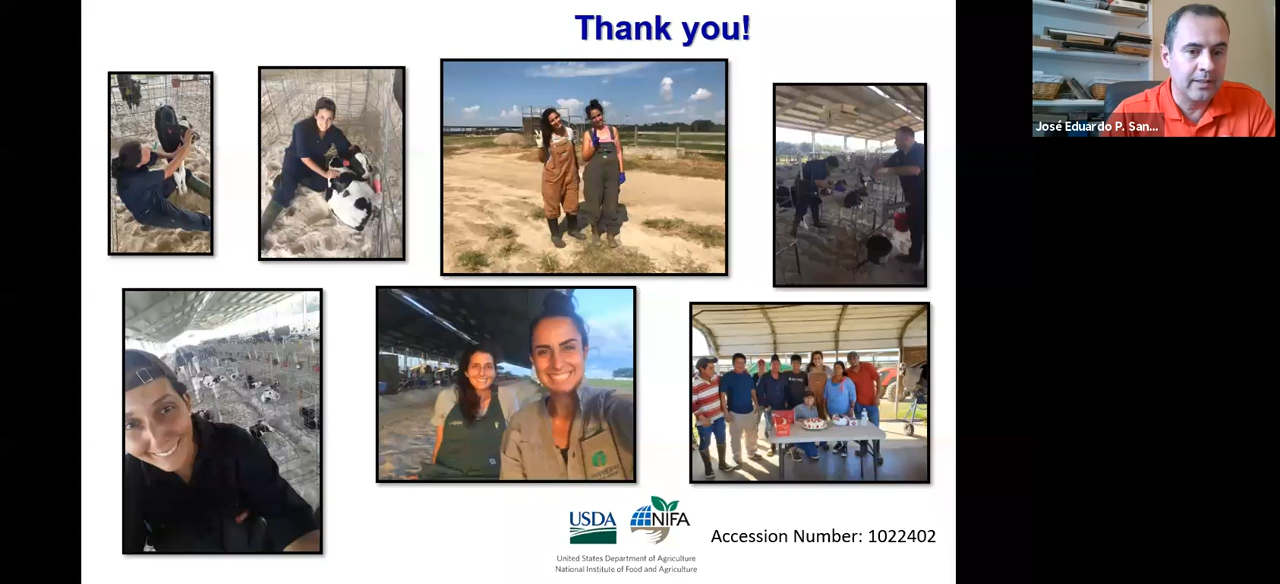 Thank you!
José Eduardo P. San...
USDA
NIFA
Accession Number: 1022402
United States Department of Agriculture
National Institute of Food and Agriculture